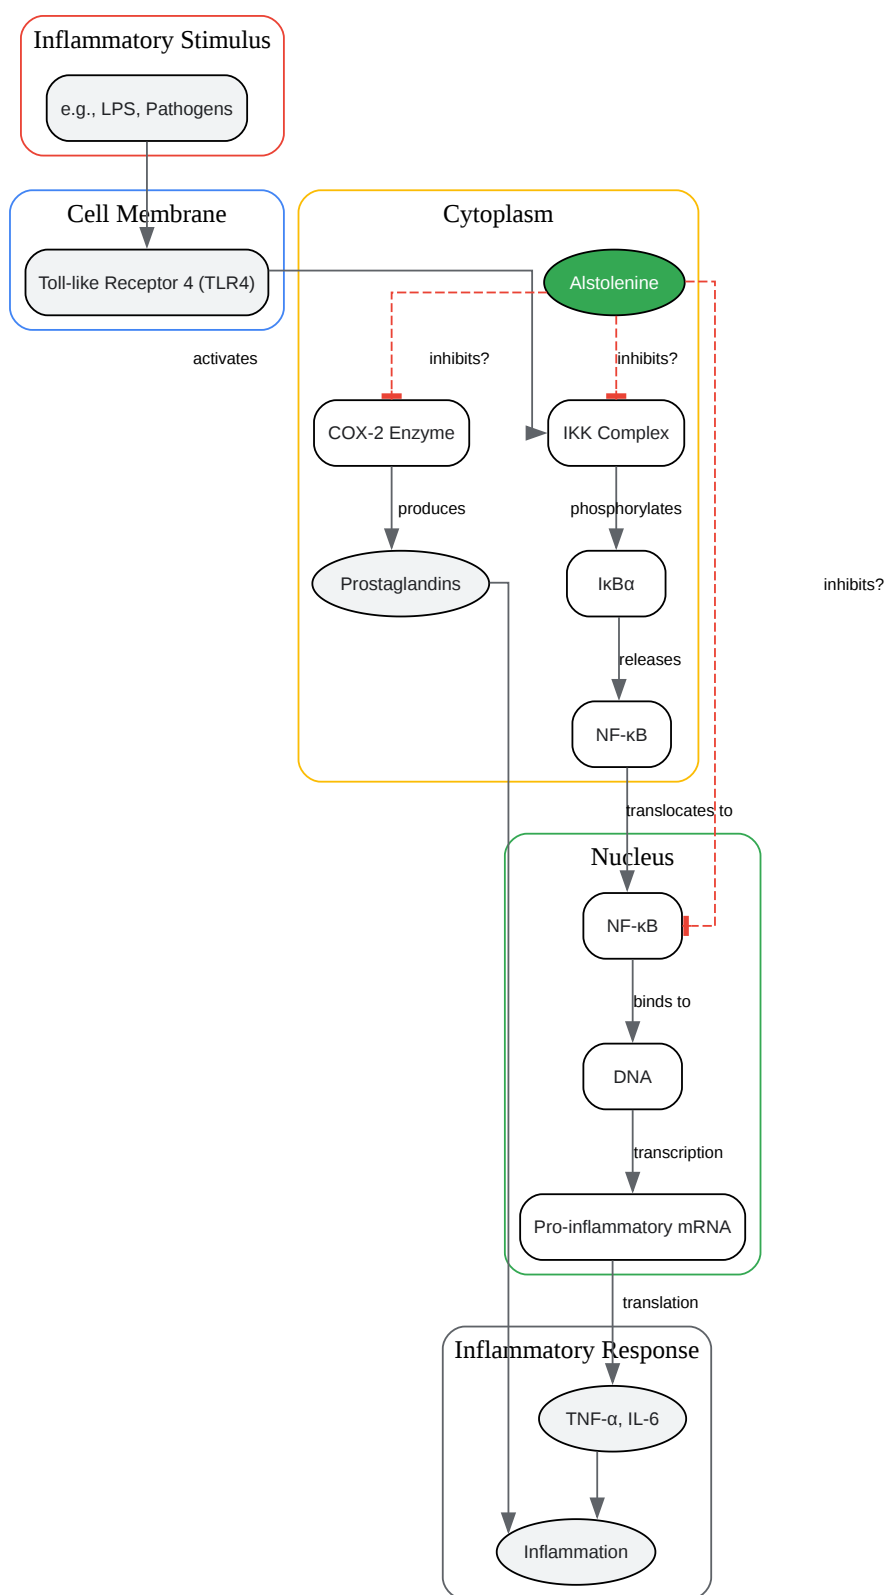 Inflammatory Stimulus
e.g., LPS, Pathogens
Cell Membrane
Cytoplasm
Toll-like Receptor 4 (TLR4)
Alstolenine
activates
inhibits?
inhibits?
COX-2 Enzyme
IKK Complex
produces
phosphorylates
Prostaglandins
IκBα
inhibits?
releases
NF-κB
translocates to
Nucleus
NF-κB
binds to
DNA
transcription
Pro-inflammatory mRNA
translation
Inflammatory Response
TNF-α, IL-6
Inflammation